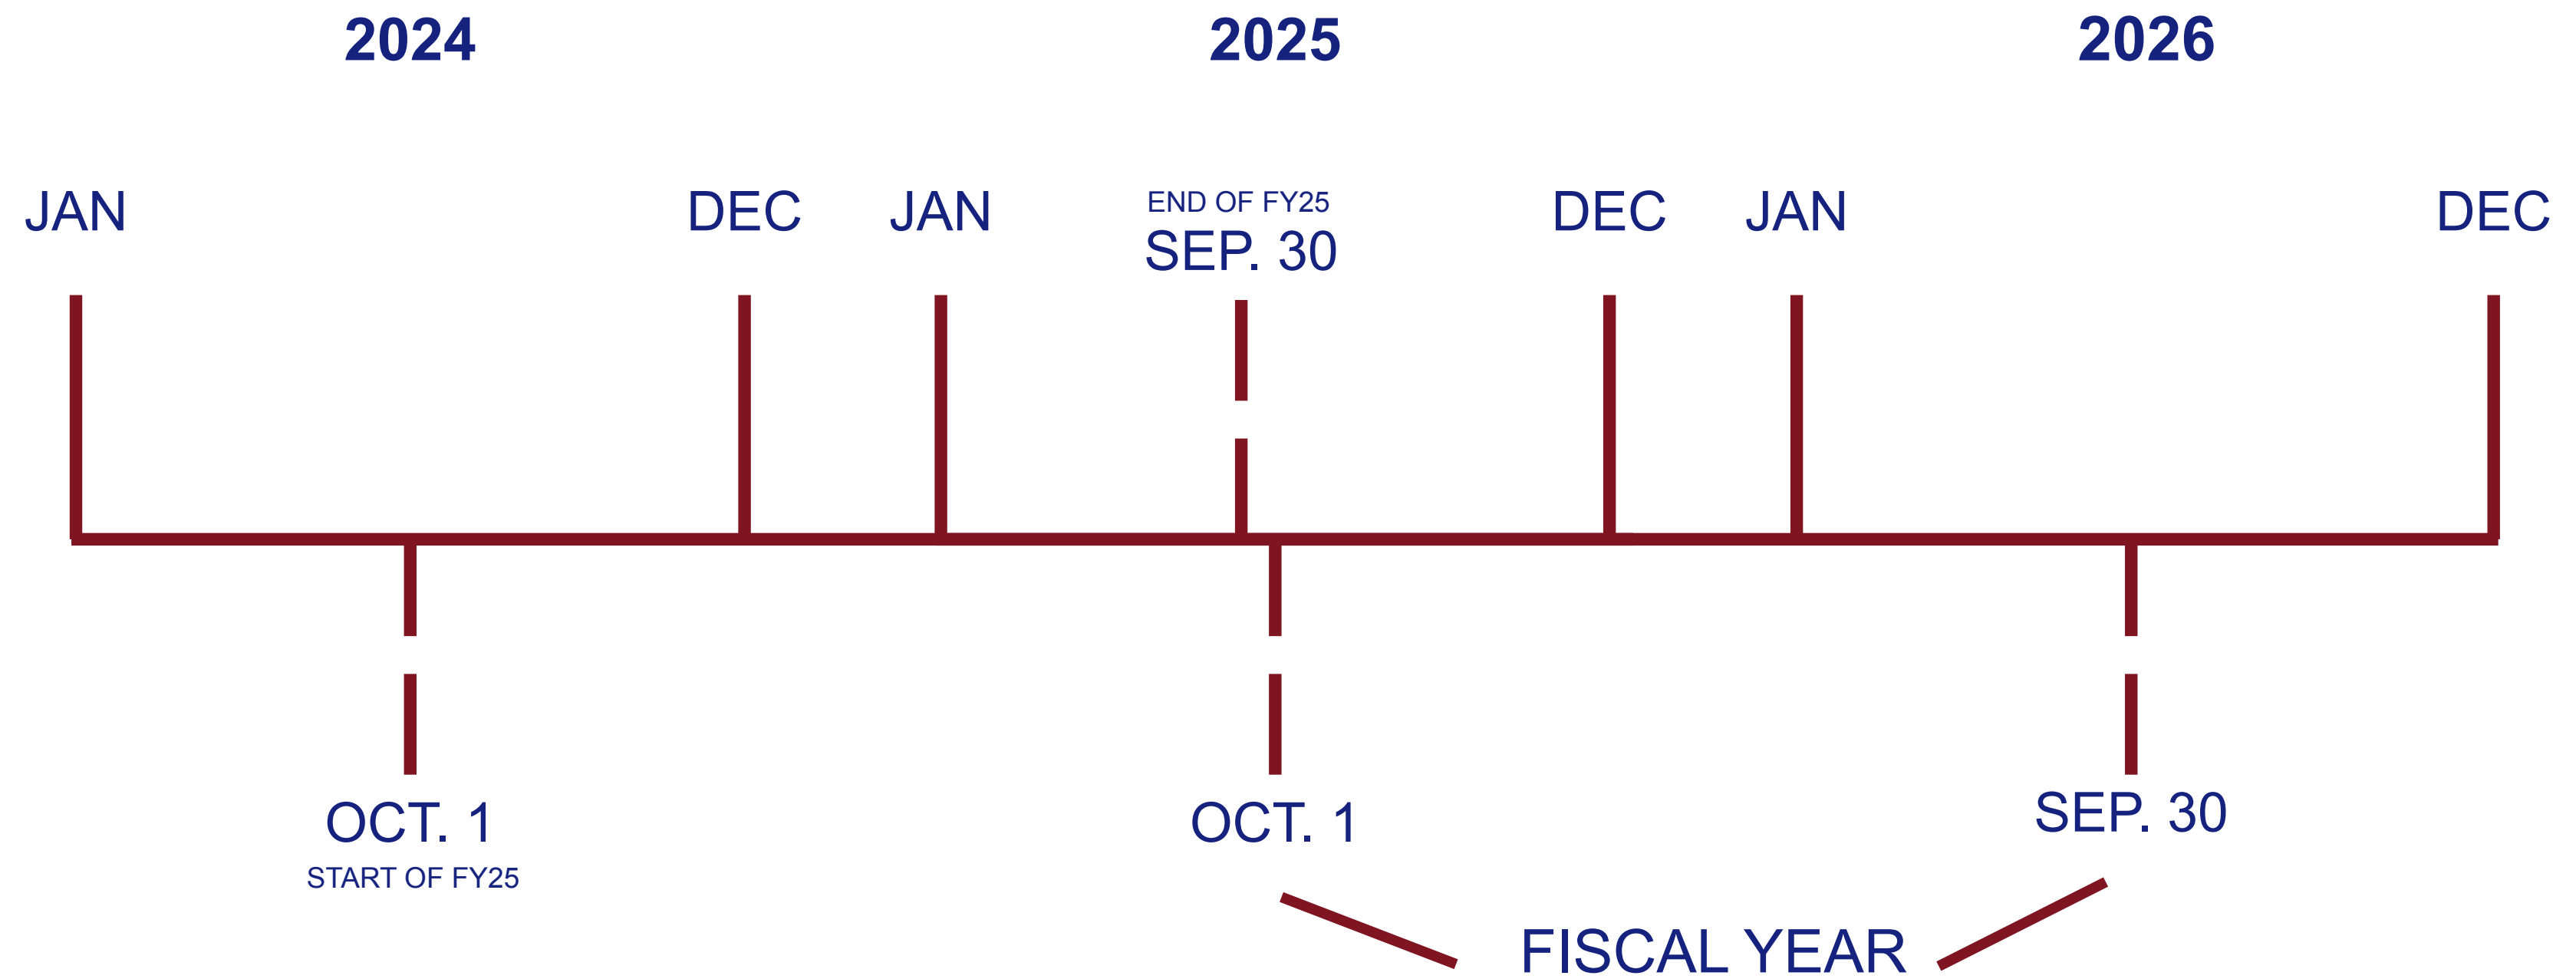 2024
2025
2026
JAN
DEC
JAN
END OF FY25
SEP. 30
DEC
JAN
DEC
OCT. 1
START OF FY25
OCT. 1
SEP. 30
FISCAL YEAR